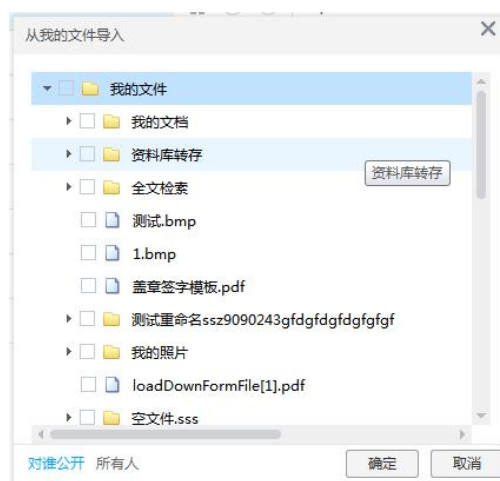 从我的文件导入
我的文件
我的文档
资料库转存
资料库转存
全文检索
测试.bmp
1.bmp
盖章签字模板.pdf
测试重命名ssz9090243gfdgfdgfdgfgfgf
我的照片
loadDownFormFile[1].pdf
空文件.sss
对谁公开 所有人 确定 取消